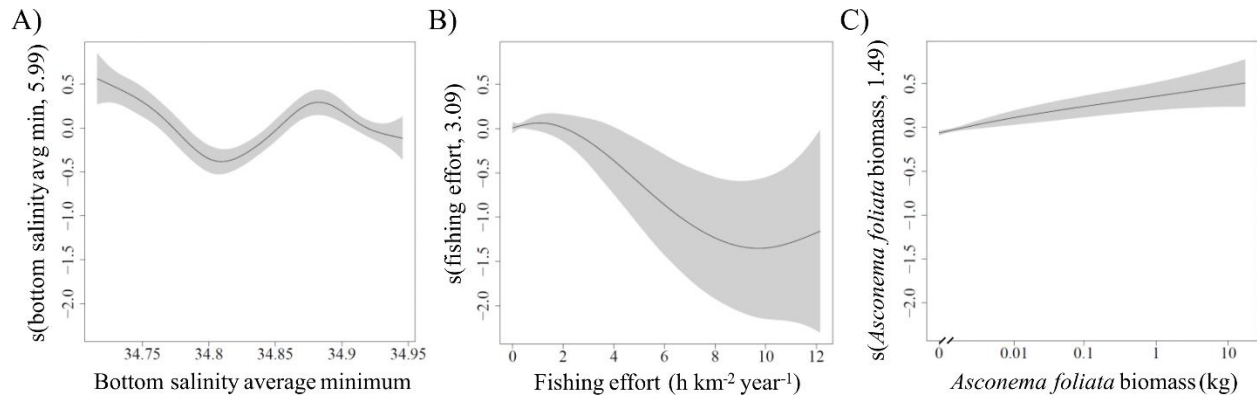 A)
s(bottom salinity avg min, 5.99)
0.5
0.0
−0.5
−1.0
−1.5
−2.0
34.75 34.8 34.85 34.9 34.95
Bottom salinity average minimum
B)
s(fishing effort, 3.09)
0.5
0.0
−0.5
−1.0
−1.5
−2.0
0 2 4 6 8 10 12
Fishing effort (h km⁻² year⁻¹)
C)
s(Asconema foliata biomass, 1.49)
0.5
0.0
−0.5
−1.0
−1.5
−2.0
0 0.01 0.1 1 10
Asconema foliata biomass (kg)